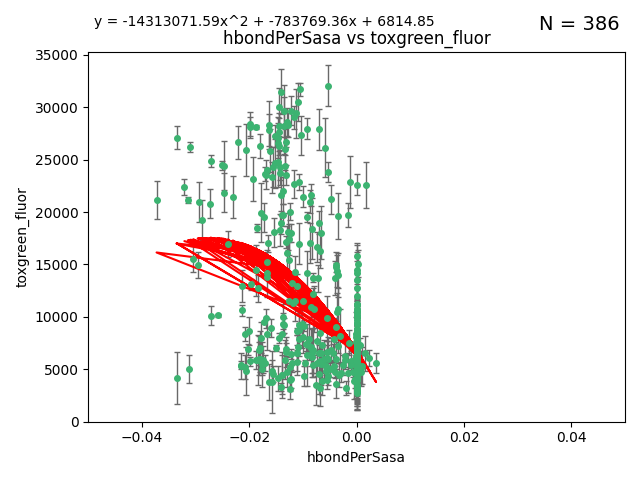 y = -14313071.59x^2 + -783769.36x + 6814.85
N = 386
hbondPerSasa vs toxgreen_fluor
35000
30000
25000
20000
15000
10000
5000
0
toxgreen_fluor
−0.04
−0.02
0.00
0.02
0.04
hbondPerSasa